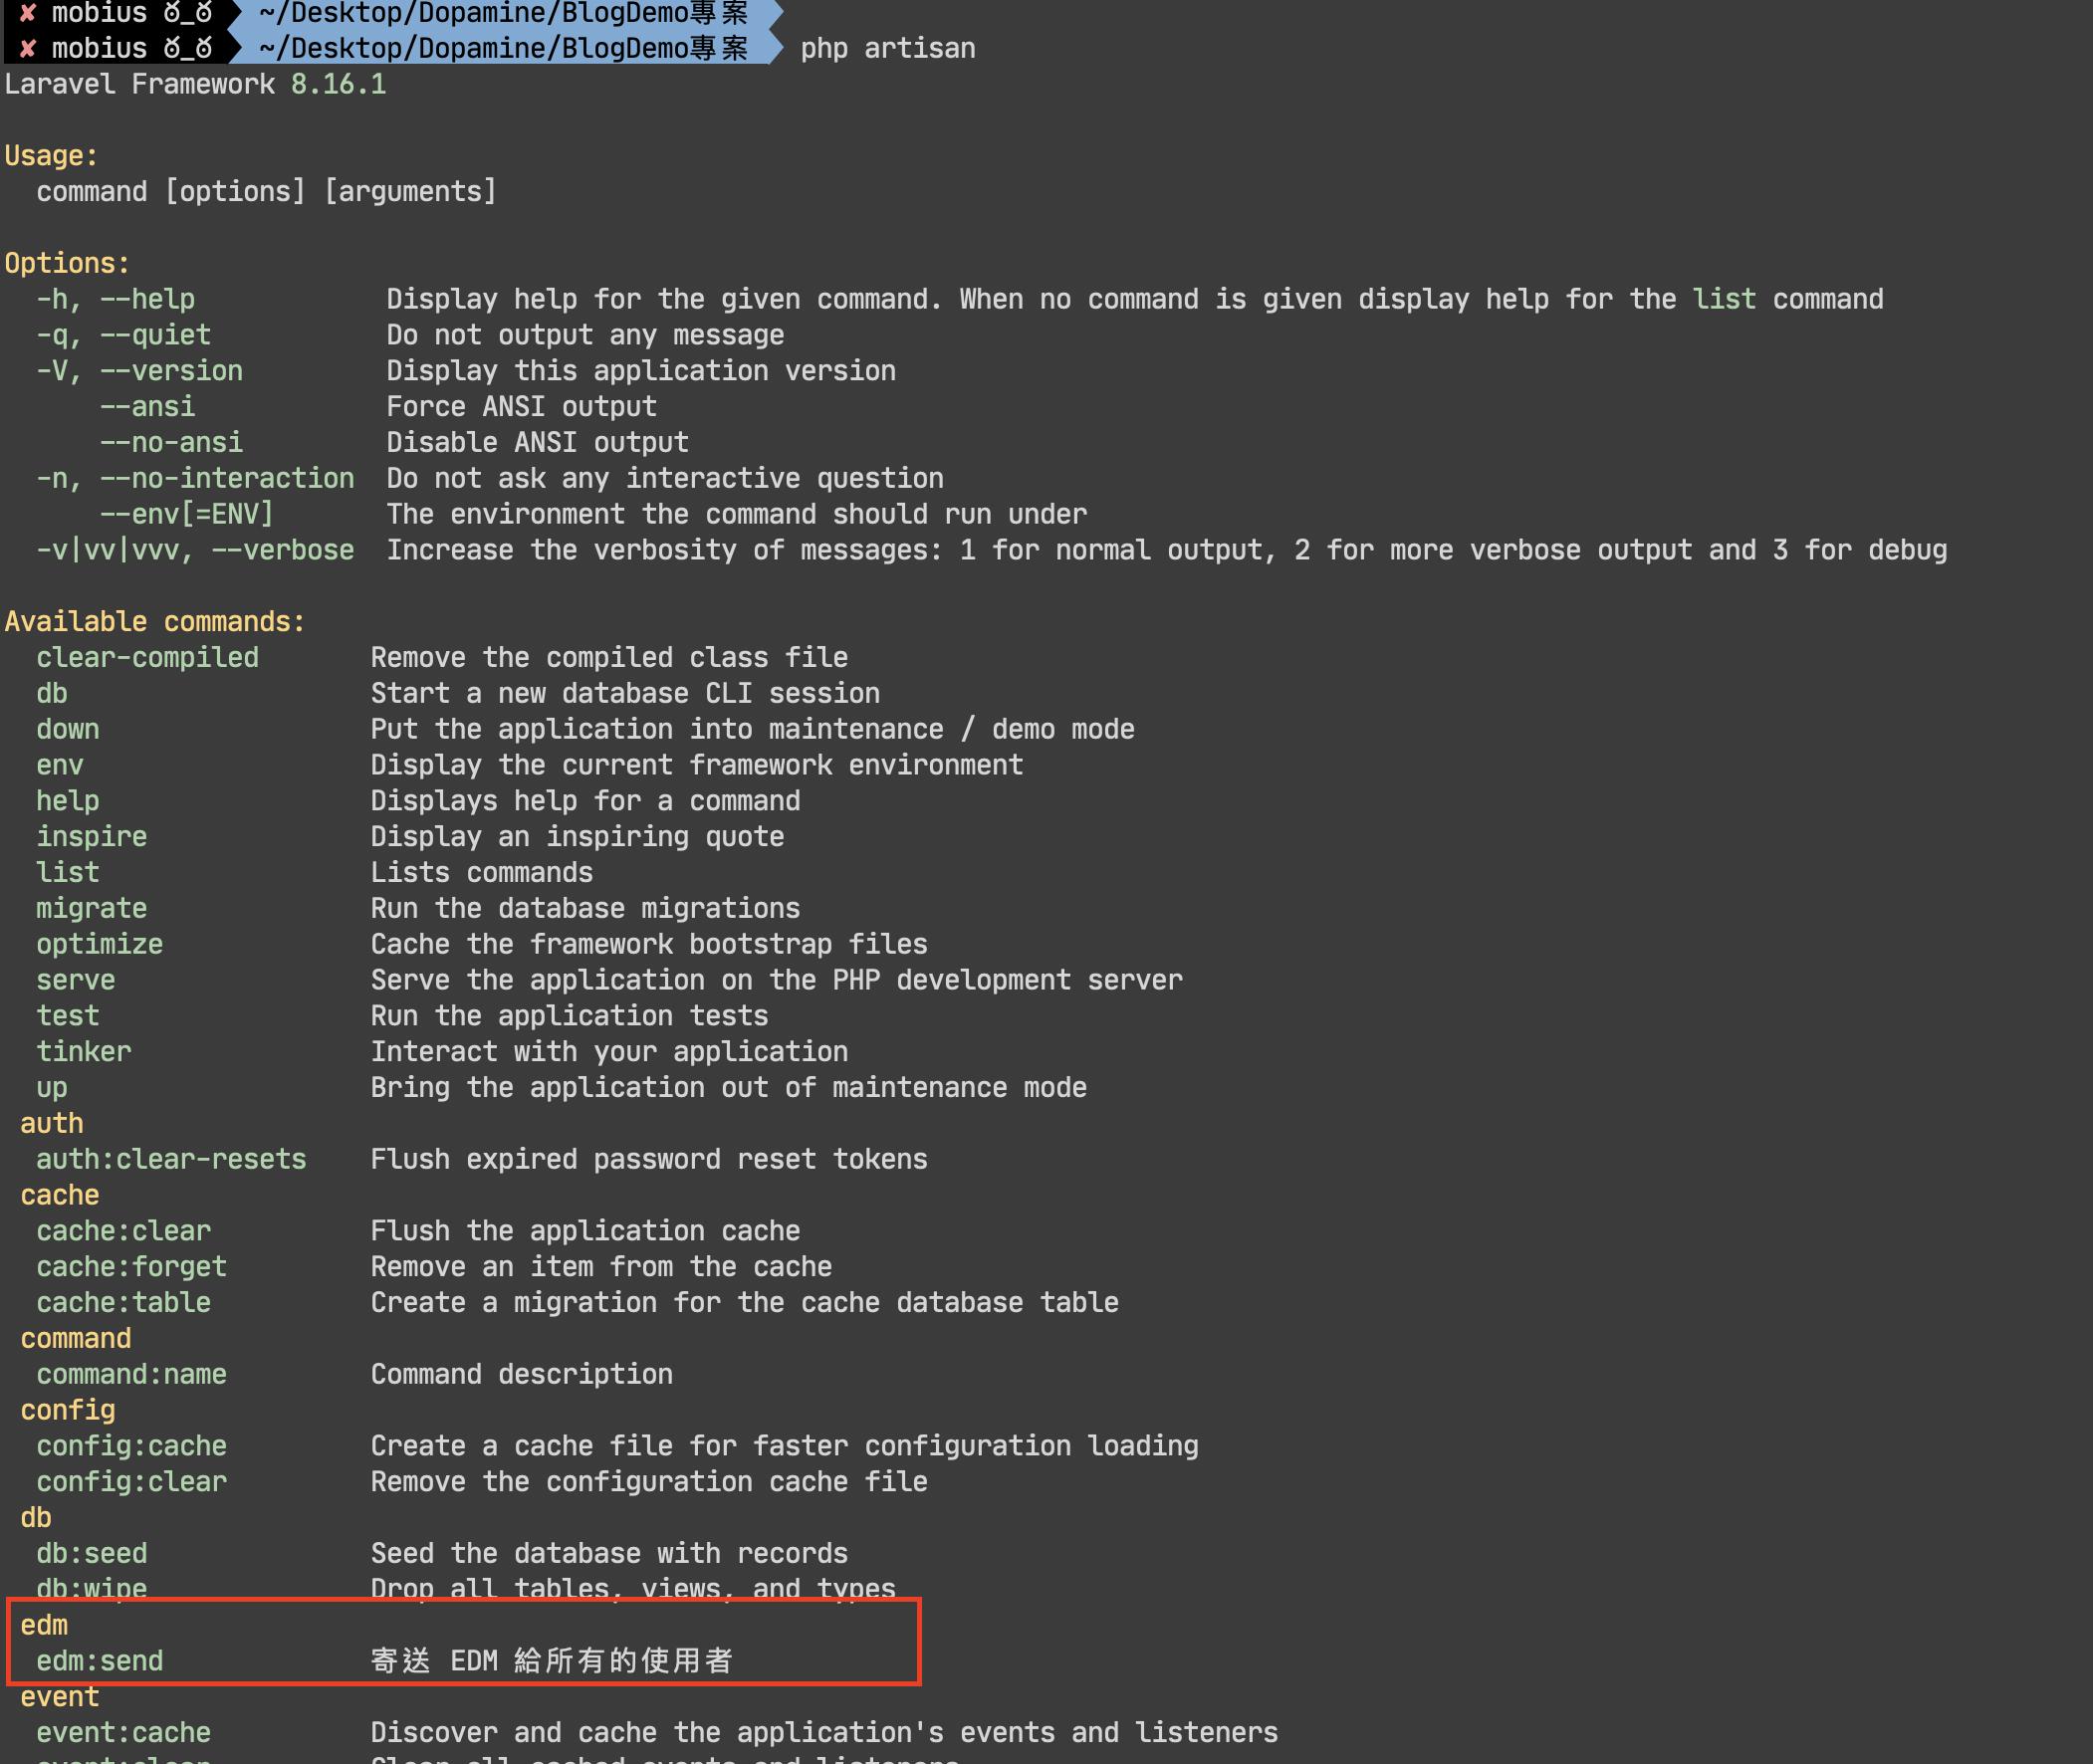 ✘ mobius ಠ_ಠ ~/Desktop/Dopamine/BlogDemo專案
✘ mobius ಠ_ಠ ~/Desktop/Dopamine/BlogDemo專案 php artisan
Laravel Framework 8.16.1
Usage:
command [options] [arguments]
Options:
-h, --help Display help for the given command. When no command is given display help for the list command
-q, --quiet Do not output any message
-V, --version Display this application version
--ansi Force ANSI output
--no-ansi Disable ANSI output
-n, --no-interaction Do not ask any interactive question
--env[=ENV] The environment the command should run under
-v|vv|vvv, --verbose Increase the verbosity of messages: 1 for normal output, 2 for more verbose output and 3 for debug
Available commands:
clear-compiled Remove the compiled class file
db Start a new database CLI session
down Put the application into maintenance / demo mode
env Display the current framework environment
help Displays help for a command
inspire Display an inspiring quote
list Lists commands
migrate Run the database migrations
optimize Cache the framework bootstrap files
serve Serve the application on the PHP development server
test Run the application tests
tinker Interact with your application
up Bring the application out of maintenance mode
auth
auth:clear-resets Flush expired password reset tokens
cache
cache:clear Flush the application cache
cache:forget Remove an item from the cache
cache:table Create a migration for the cache database table
command
command:name Command description
config
config:cache Create a cache file for faster configuration loading
config:clear Remove the configuration cache file
db
db:seed Seed the database with records
db:wipe Drop all tables, views, and types
edm
edm:send 寄送 EDM 給所有的使用者
event
event:cache Discover and cache the application's events and listeners
event:clear Clear all cached events and listeners